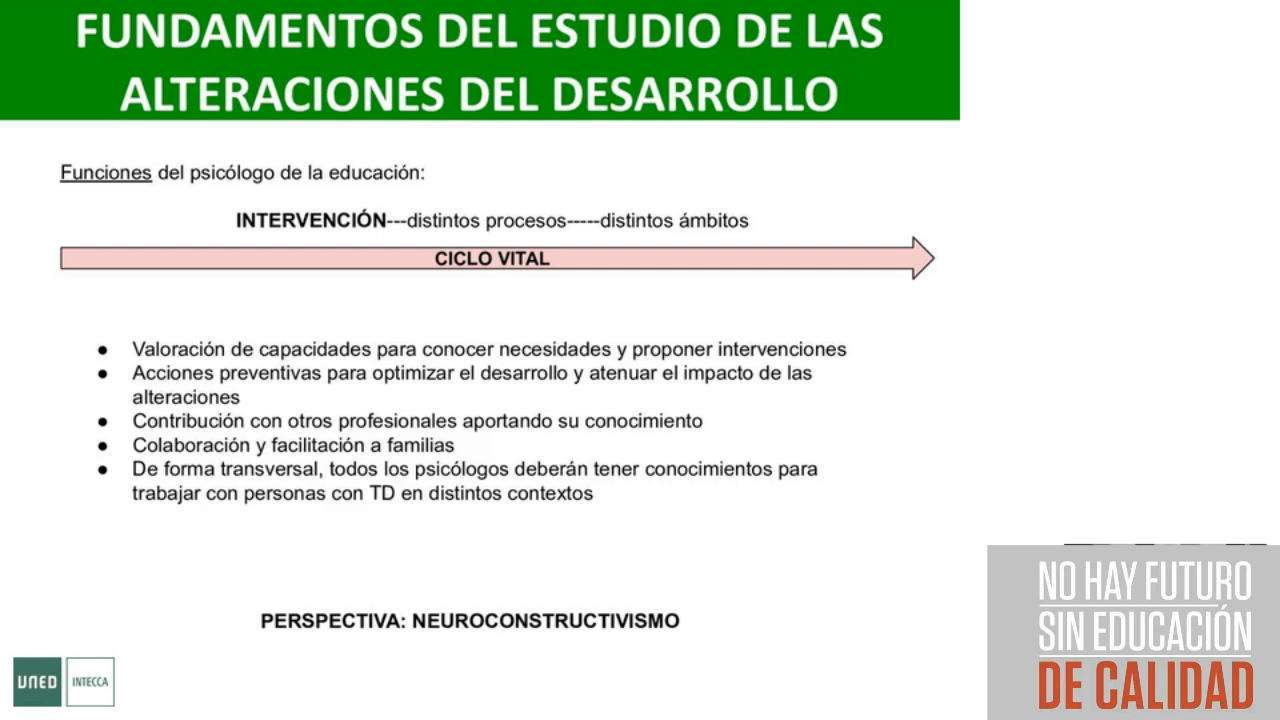 FUNDAMENTOS DEL ESTUDIO DE LAS
ALTERACIONES DEL DESARROLLO
Funciones del psicólogo de la educación:
INTERVENCIÓN---distintos procesos-----distintos ámbitos
CICLO VITAL
● Valoración de capacidades para conocer necesidades y proponer intervenciones
● Acciones preventivas para optimizar el desarrollo y atenuar el impacto de las
alteraciones
● Contribución con otros profesionales aportando su conocimiento
● Colaboración y facilitación a familias
● De forma transversal, todos los psicólogos deberán tener conocimientos para
trabajar con personas con TD en distintos contextos
PERSPECTIVA: NEUROCONSTRUCTIVISMO
UNED INTECCA
NO HAY FUTURO
SIN EDUCACIÓN
DE CALIDAD